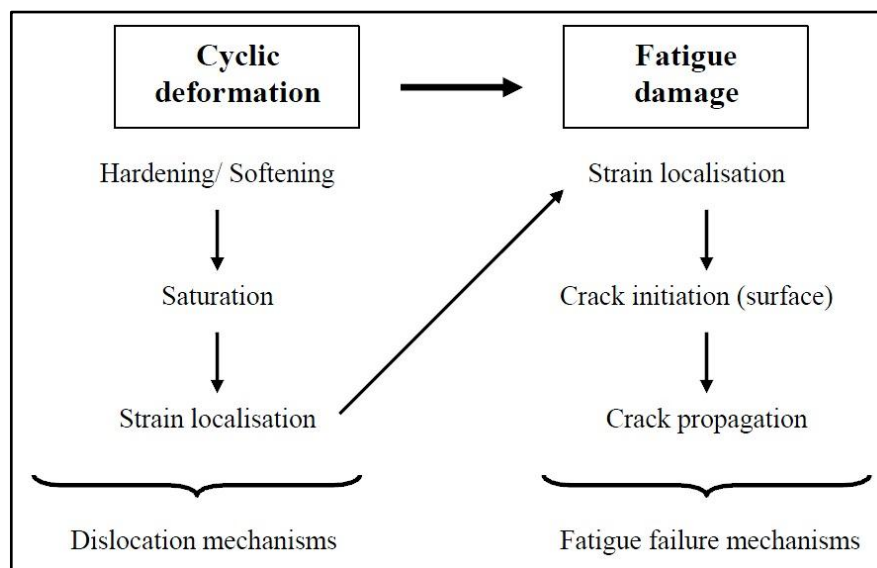 Cyclic
deformation
Hardening/ Softening
Saturation
Strain localisation
Dislocation mechanisms
Fatigue
damage
Strain localisation
Crack initiation (surface)
Crack propagation
Fatigue failure mechanisms